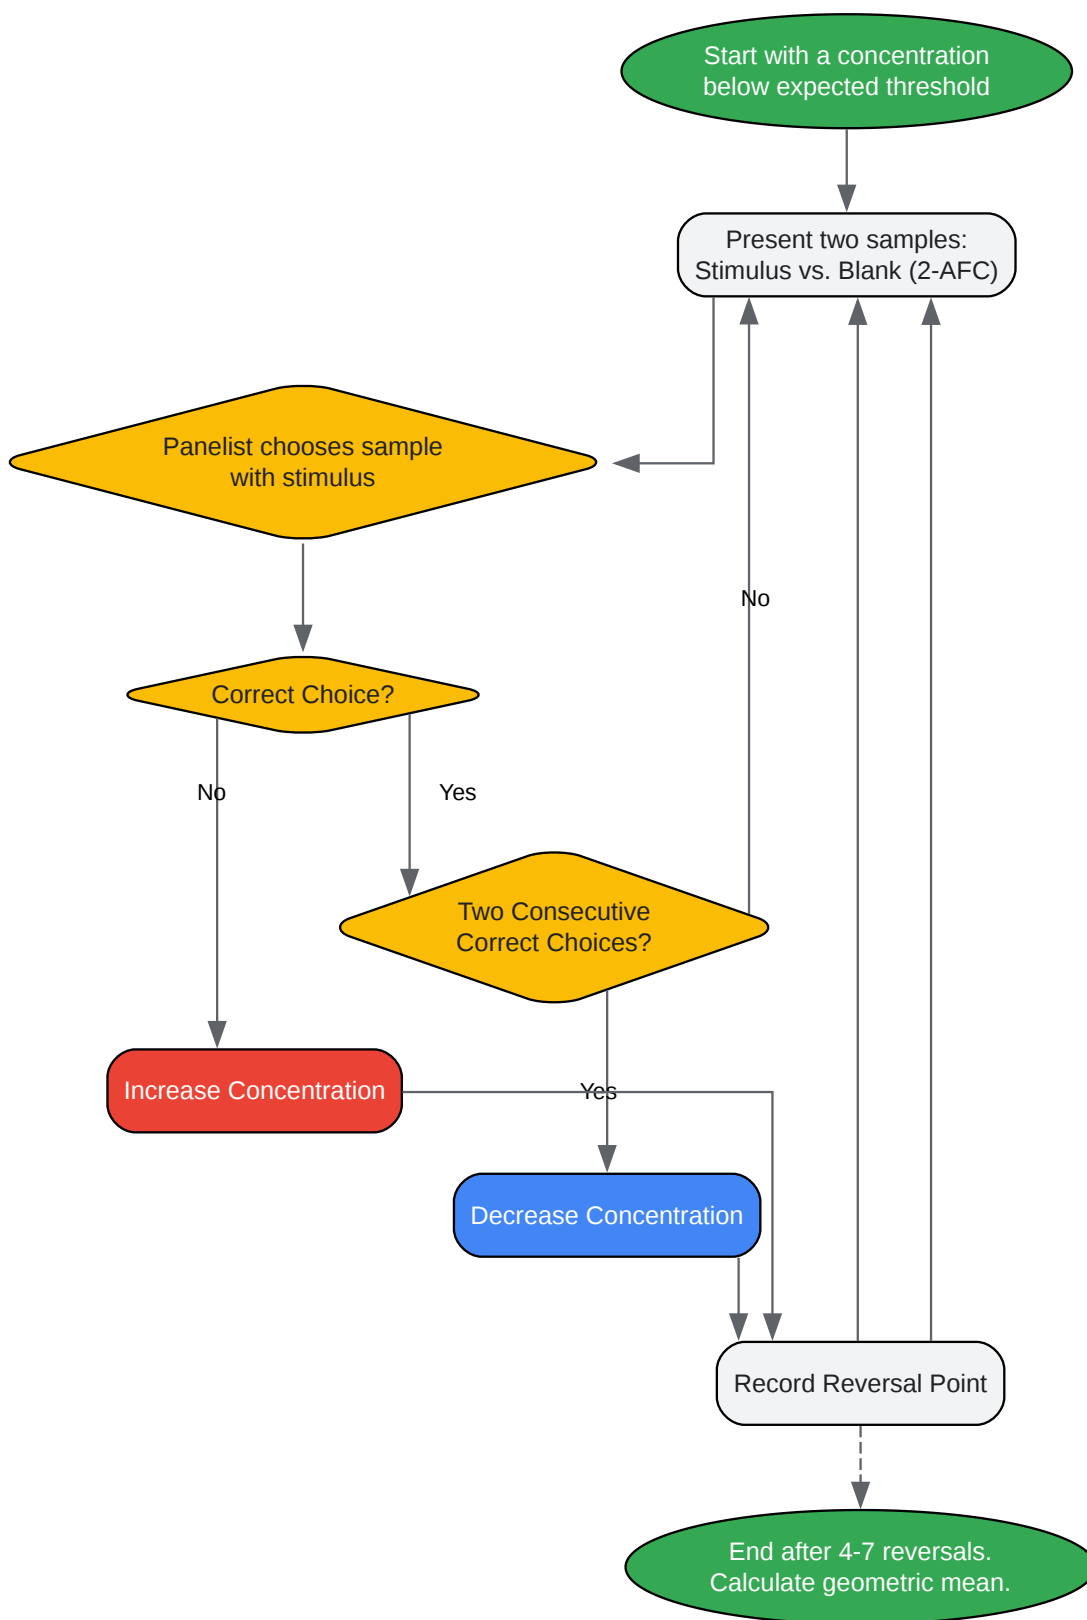 Start with a concentration
below expected threshold
Present two samples:
Stimulus vs. Blank (2-AFC)
Panelist chooses sample
with stimulus
No
Correct Choice?
No
Yes
Two Consecutive
Correct Choices?
Increase Concentration
Yes
Decrease Concentration
Record Reversal Point
End after 4-7 reversals.
Calculate geometric mean.